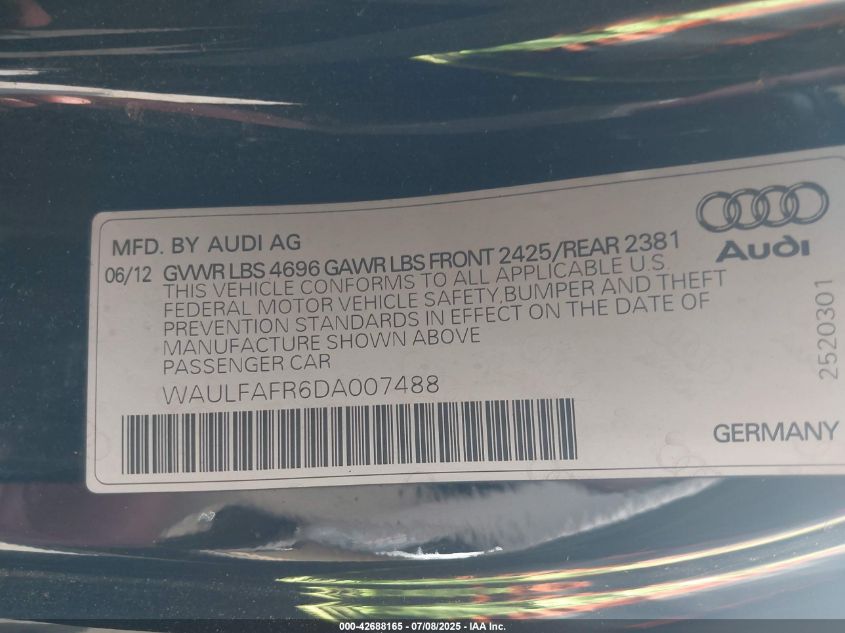 MFD. BY AUDI AG
06/12 GVWR LBS 4696 GAWR LBS FRONT 2425/REAR 2381
THIS VEHICLE CONFORMS TO ALL APPLICABLE U.S
FEDERAL MOTOR VEHICLE SAFETY,BUMPER AND THEFT
PREVENTION STANDARDS IN EFFECT ON THE DATE OF
MANUFACTURE SHOWN ABOVE
PASSENGER CAR
WAULFAFR6DA007488
Audi
2520301
GERMANY
000-42688165 - 07/08/2025 - IAA Inc.